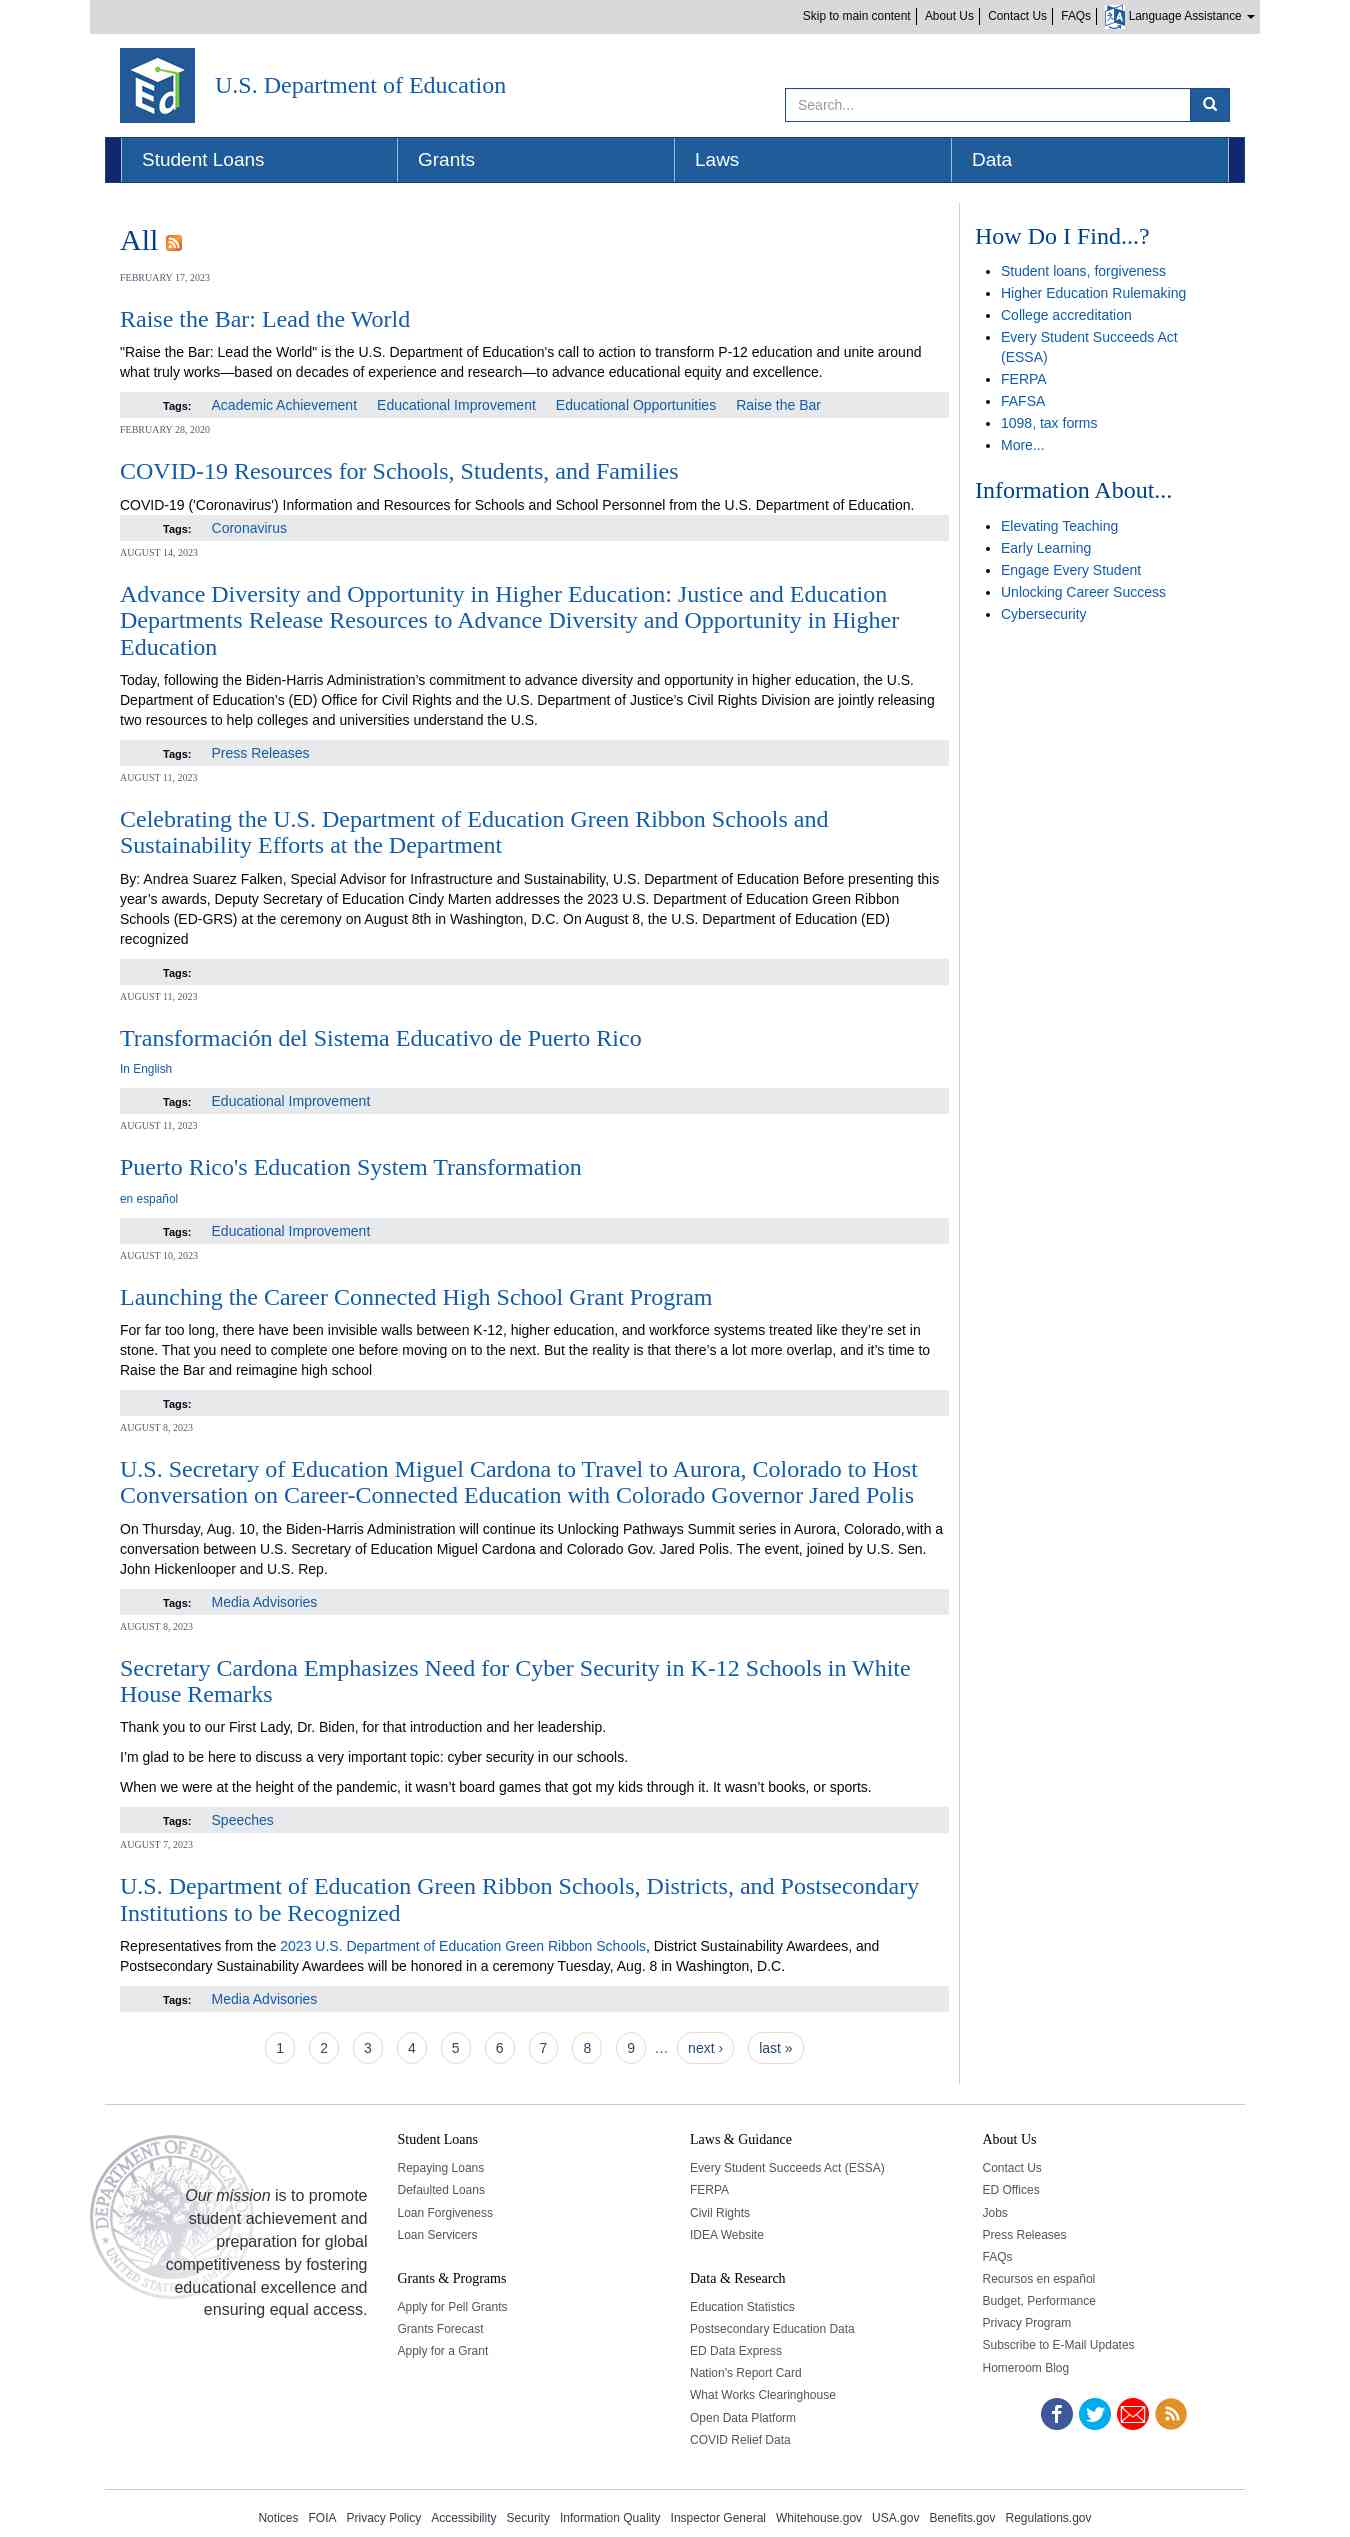 Skip to main content | About Us | Contact Us | FAQs | Language Assistance
U.S. Department of Education
Search...
Student Loans
Grants
Laws
Data
All
FEBRUARY 17, 2023
Raise the Bar: Lead the World
"Raise the Bar: Lead the World" is the U.S. Department of Education's call to action to transform P-12 education and unite around
what truly works—based on decades of experience and research—to advance educational equity and excellence.
Tags: Academic Achievement Educational Improvement Educational Opportunities Raise the Bar
FEBRUARY 28, 2020
COVID-19 Resources for Schools, Students, and Families
COVID-19 ('Coronavirus') Information and Resources for Schools and School Personnel from the U.S. Department of Education.
Tags: Coronavirus
AUGUST 14, 2023
Advance Diversity and Opportunity in Higher Education: Justice and Education
Departments Release Resources to Advance Diversity and Opportunity in Higher
Education
Today, following the Biden-Harris Administration’s commitment to advance diversity and opportunity in higher education, the U.S.
Department of Education’s (ED) Office for Civil Rights and the U.S. Department of Justice’s Civil Rights Division are jointly releasing
two resources to help colleges and universities understand the U.S.
Tags: Press Releases
AUGUST 11, 2023
Celebrating the U.S. Department of Education Green Ribbon Schools and
Sustainability Efforts at the Department
By: Andrea Suarez Falken, Special Advisor for Infrastructure and Sustainability, U.S. Department of Education Before presenting this
year’s awards, Deputy Secretary of Education Cindy Marten addresses the 2023 U.S. Department of Education Green Ribbon
Schools (ED-GRS) at the ceremony on August 8th in Washington, D.C. On August 8, the U.S. Department of Education (ED)
recognized
Tags:
AUGUST 11, 2023
Transformación del Sistema Educativo de Puerto Rico
In English
Tags: Educational Improvement
AUGUST 11, 2023
Puerto Rico's Education System Transformation
en español
Tags: Educational Improvement
AUGUST 10, 2023
Launching the Career Connected High School Grant Program
For far too long, there have been invisible walls between K-12, higher education, and workforce systems treated like they’re set in
stone. That you need to complete one before moving on to the next. But the reality is that there’s a lot more overlap, and it’s time to
Raise the Bar and reimagine high school
Tags:
AUGUST 8, 2023
U.S. Secretary of Education Miguel Cardona to Travel to Aurora, Colorado to Host
Conversation on Career-Connected Education with Colorado Governor Jared Polis
On Thursday, Aug. 10, the Biden-Harris Administration will continue its Unlocking Pathways Summit series in Aurora, Colorado, with a
conversation between U.S. Secretary of Education Miguel Cardona and Colorado Gov. Jared Polis. The event, joined by U.S. Sen.
John Hickenlooper and U.S. Rep.
Tags: Media Advisories
AUGUST 8, 2023
Secretary Cardona Emphasizes Need for Cyber Security in K-12 Schools in White
House Remarks
Thank you to our First Lady, Dr. Biden, for that introduction and her leadership.
I’m glad to be here to discuss a very important topic: cyber security in our schools.
When we were at the height of the pandemic, it wasn’t board games that got my kids through it. It wasn’t books, or sports.
Tags: Speeches
AUGUST 7, 2023
U.S. Department of Education Green Ribbon Schools, Districts, and Postsecondary
Institutions to be Recognized
Representatives from the 2023 U.S. Department of Education Green Ribbon Schools, District Sustainability Awardees, and
Postsecondary Sustainability Awardees will be honored in a ceremony Tuesday, Aug. 8 in Washington, D.C.
Tags: Media Advisories
1 2 3 4 5 6 7 8 9 … next › last »
How Do I Find...?
Student loans, forgiveness
Higher Education Rulemaking
College accreditation
Every Student Succeeds Act
(ESSA)
FERPA
FAFSA
1098, tax forms
More...
Information About...
Elevating Teaching
Early Learning
Engage Every Student
Unlocking Career Success
Cybersecurity
Our mission is to promote
student achievement and
preparation for global
competitiveness by fostering
educational excellence and
ensuring equal access.
Student Loans
Repaying Loans
Defaulted Loans
Loan Forgiveness
Loan Servicers
Grants & Programs
Apply for Pell Grants
Grants Forecast
Apply for a Grant
Laws & Guidance
Every Student Succeeds Act (ESSA)
FERPA
Civil Rights
IDEA Website
Data & Research
Education Statistics
Postsecondary Education Data
ED Data Express
Nation's Report Card
What Works Clearinghouse
Open Data Platform
COVID Relief Data
About Us
Contact Us
ED Offices
Jobs
Press Releases
FAQs
Recursos en español
Budget, Performance
Privacy Program
Subscribe to E-Mail Updates
Homeroom Blog
Notices FOIA Privacy Policy Accessibility Security Information Quality Inspector General Whitehouse.gov USA.gov Benefits.gov Regulations.gov